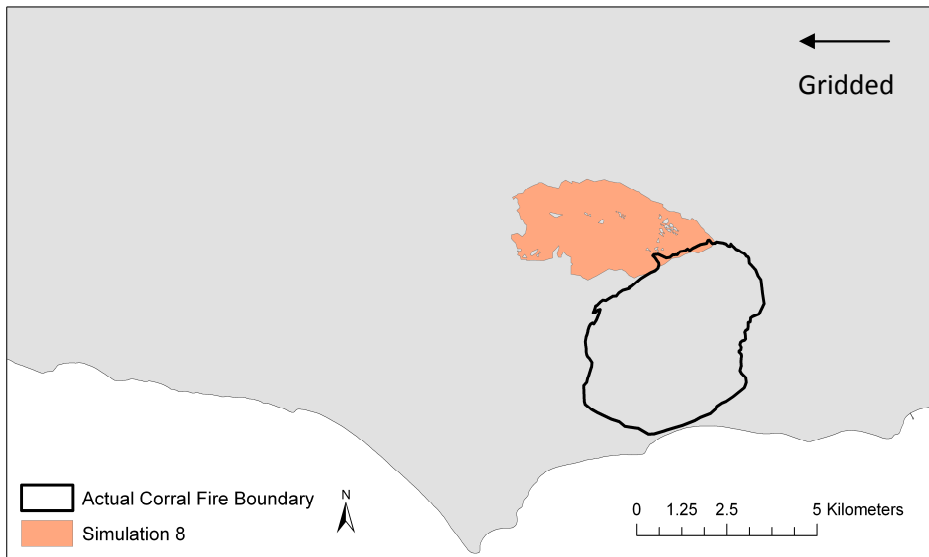 Gridded
Actual Corral Fire Boundary
Simulation 8
N
0 1.25 2.5 5 Kilometers